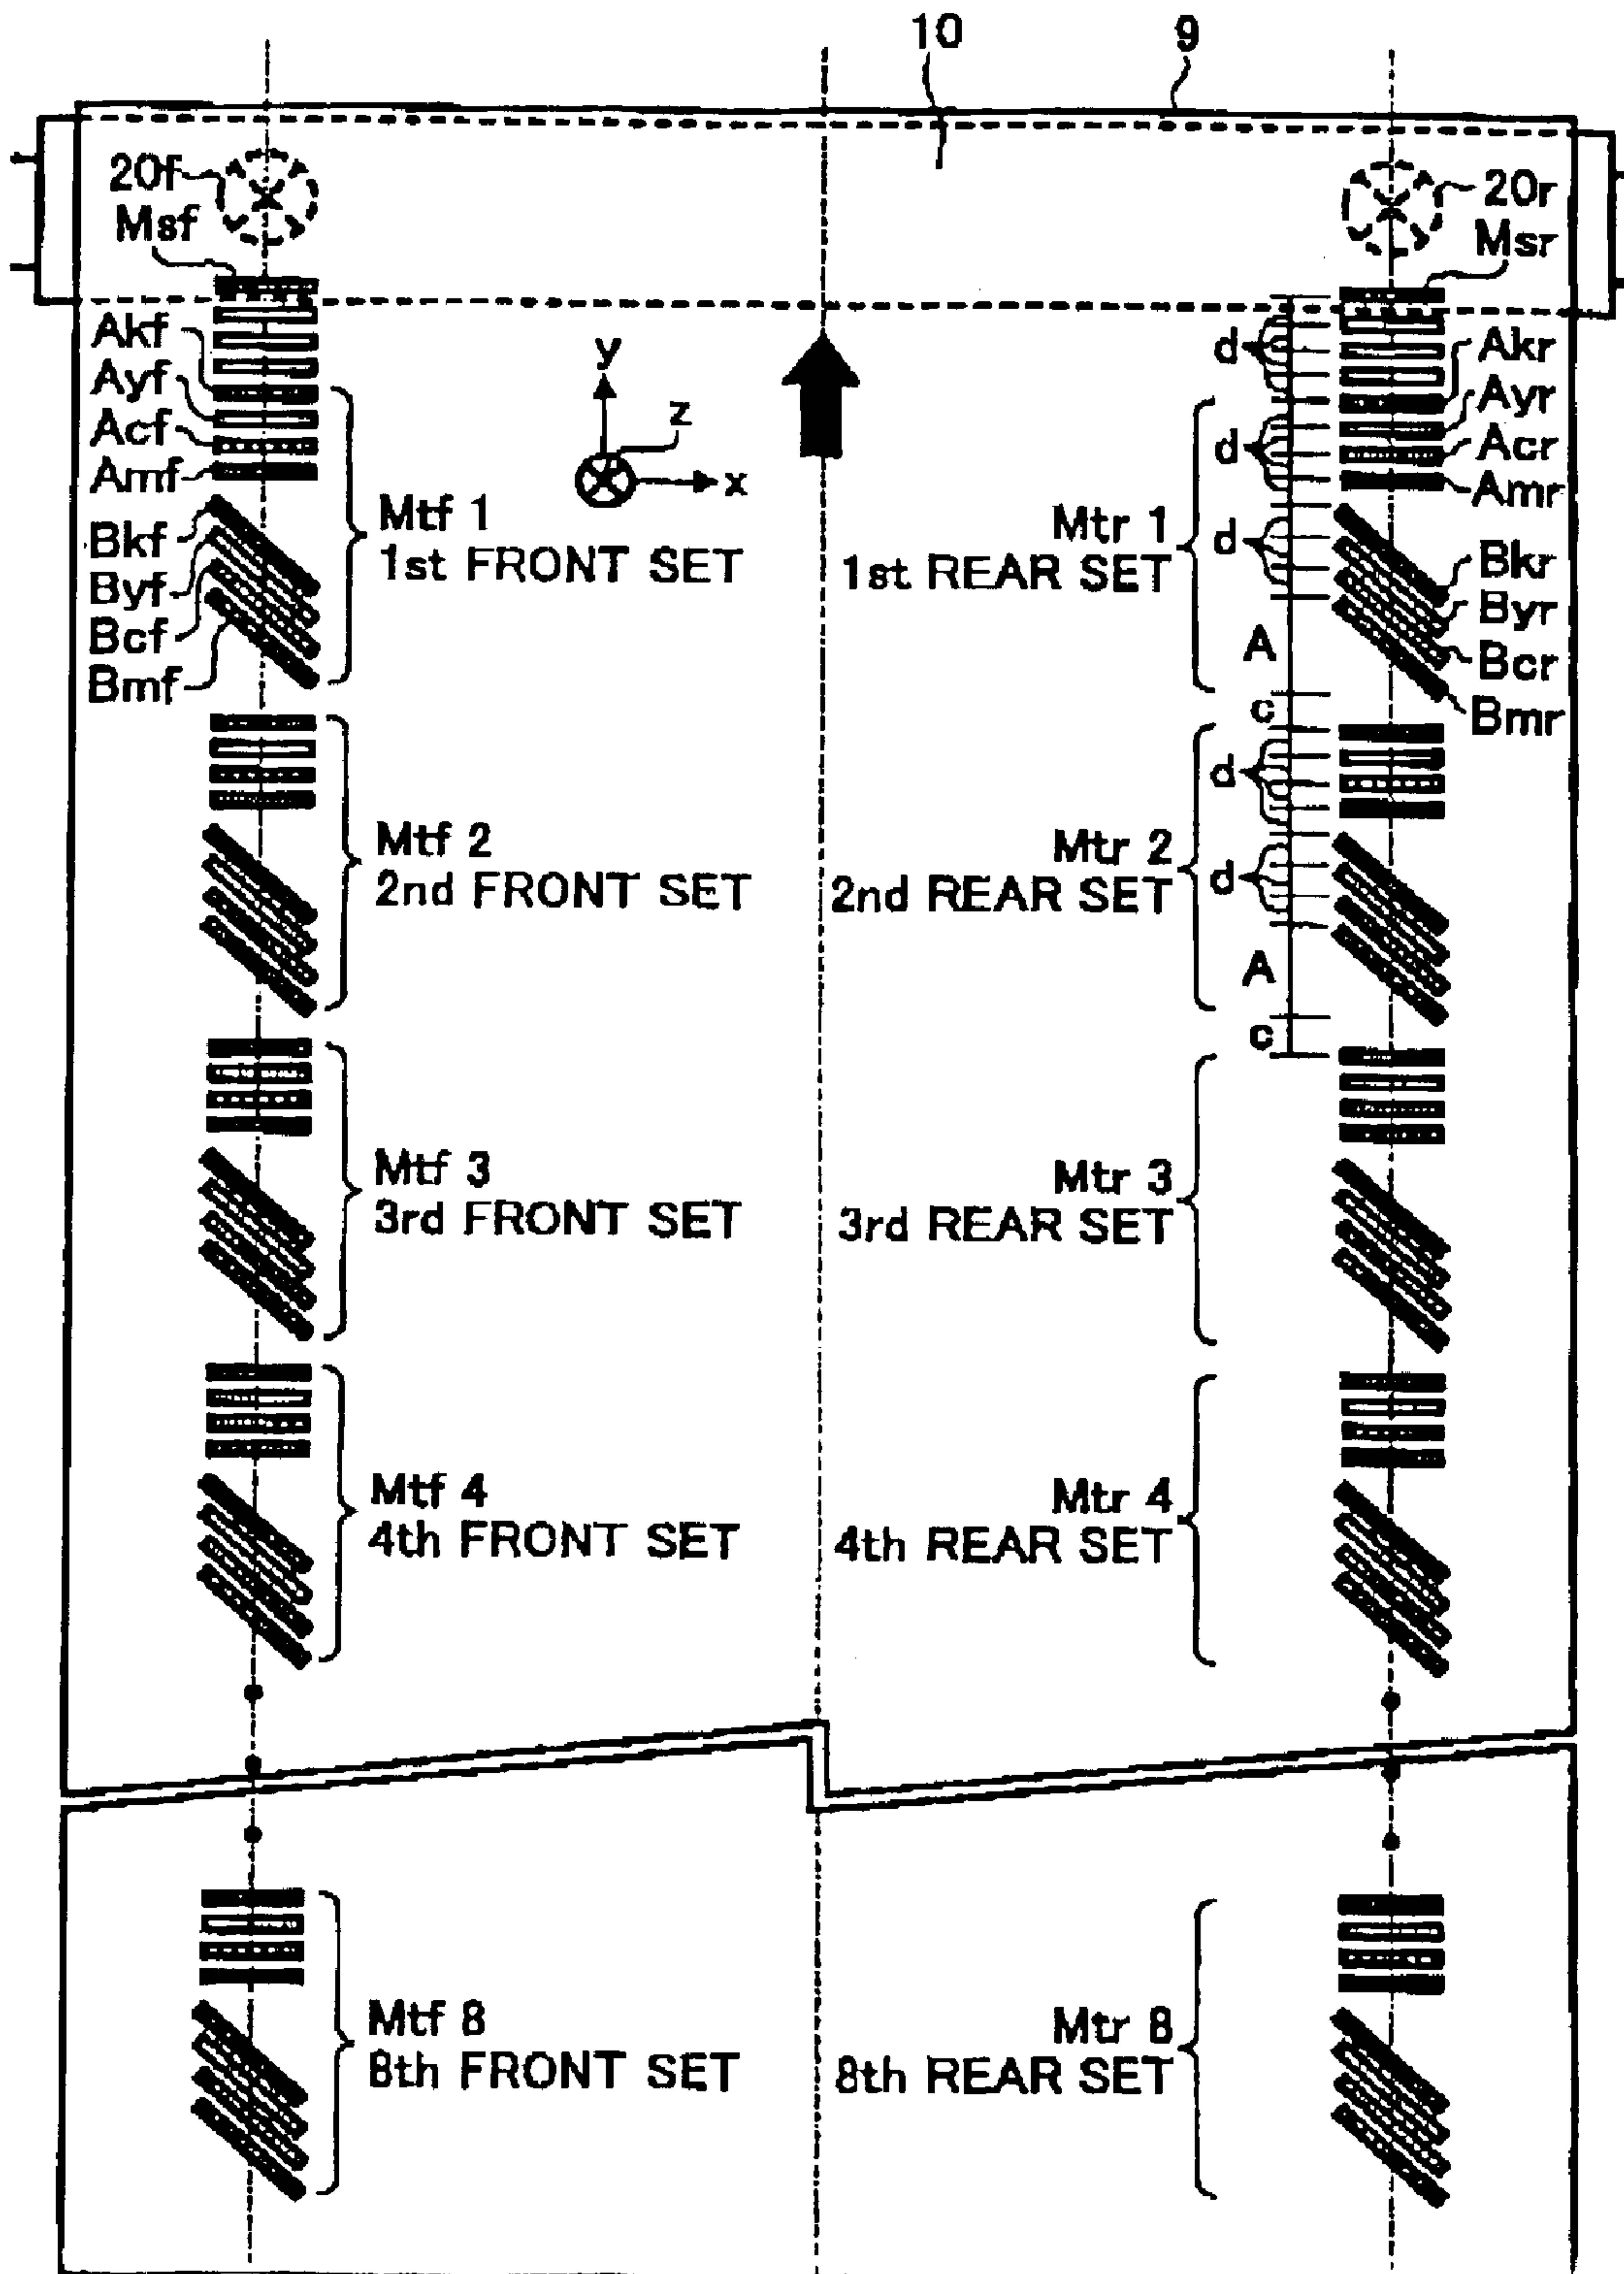 10
9
20f
Msf
20r
Msr
Akf
Ayf
Acf
Amf
Bkf
Byf
Bcf
Bmf
y
z
x
d
d
d
A
c
d
d
A
c
Akr
Ayr
Acr
Amr
Bkr
Byr
Bcr
Bmr
Mtf 1
1st FRONT SET
Mtr 1
1st REAR SET
Mtf 2
2nd FRONT SET
Mtr 2
2nd REAR SET
Mtf 3
3rd FRONT SET
Mtr 3
3rd REAR SET
Mtf 4
4th FRONT SET
Mtr 4
4th REAR SET
Mtf 8
8th FRONT SET
Mtr 8
8th REAR SET